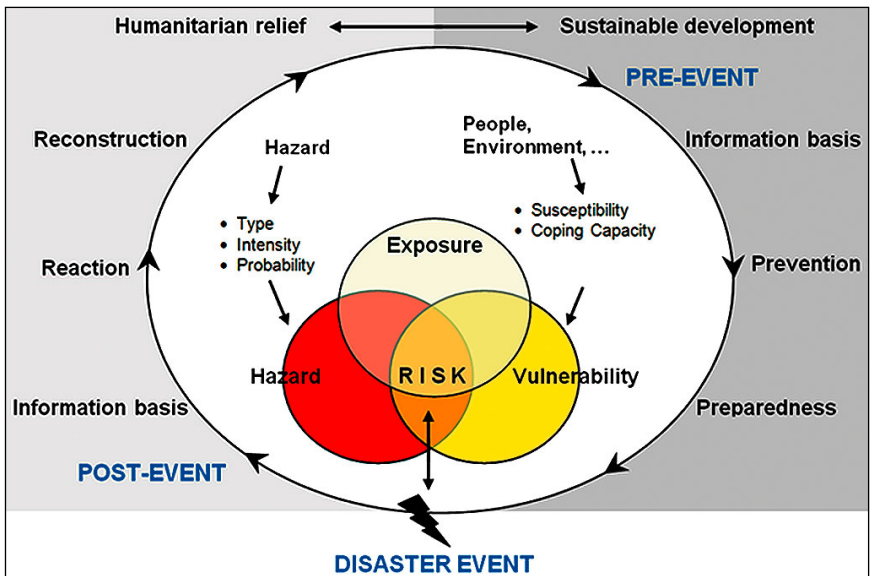 Humanitarian relief
Sustainable development
PRE-EVENT
Reconstruction
Hazard
People,
Environment, ...
Information basis
• Type
• Intensity
• Probability
• Susceptibility
• Coping Capacity
Exposure
Reaction
Prevention
Hazard
RISK
Vulnerability
Information basis
Preparedness
POST-EVENT
DISASTER EVENT